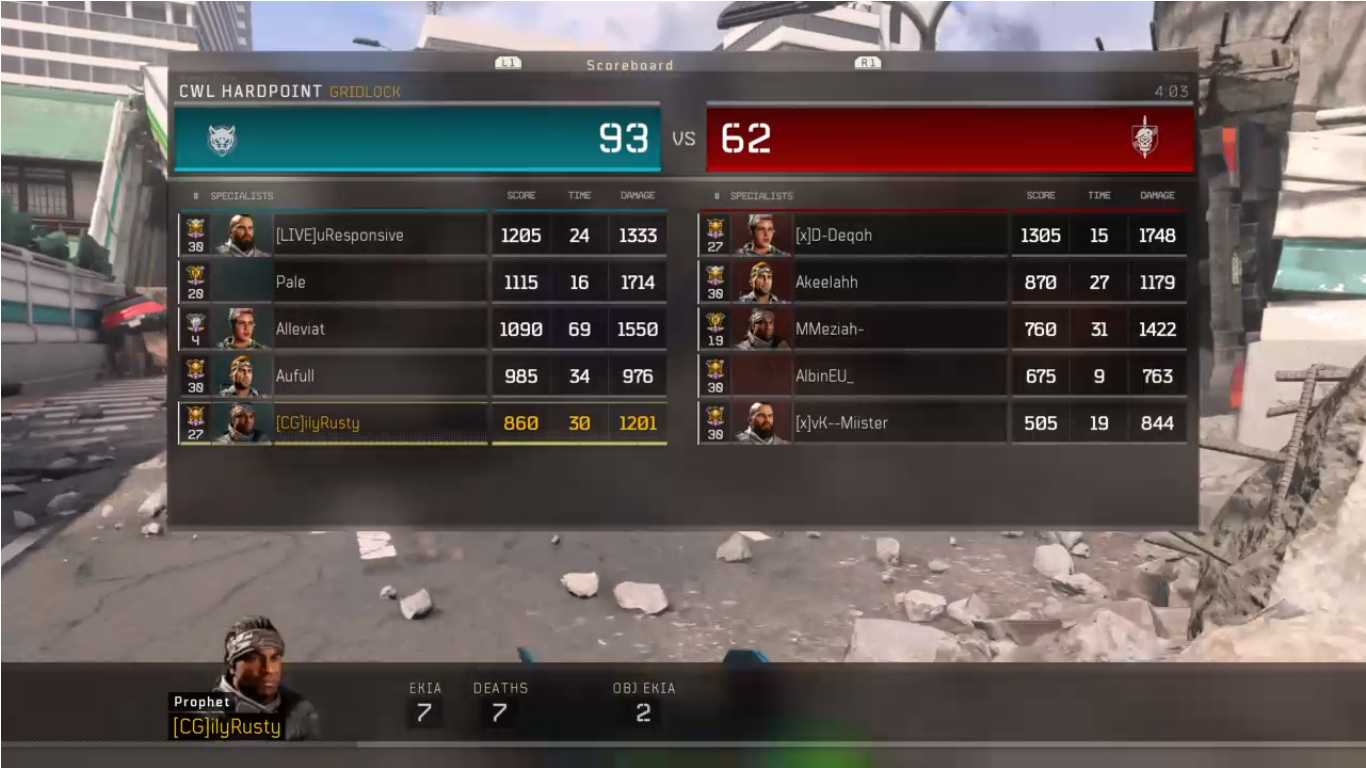 L1 Scoreboard R1
CWL HARDPOINT GRIDLOCK
4:03
93 VS 62
# SPECIALISTS SCORE TIME DAMAGE
30 [LIVE]uResponsive 1205 24 1333
20 Pale 1115 16 1714
4 Alleviat 1090 69 1550
30 Aufull 985 34 976
27 [CG]ilyRusty 860 30 1201
# SPECIALISTS SCORE TIME DAMAGE
27 [x]D-Deqoh 1305 15 1748
30 Akeelahh 870 27 1179
19 MMeziah- 760 31 1422
30 AlbinEU_ 675 9 763
30 [x]vK--Miister 505 19 844
EKIA DEATHS OBJ EKIA
7 7 2
Prophet
[CG]ilyRusty